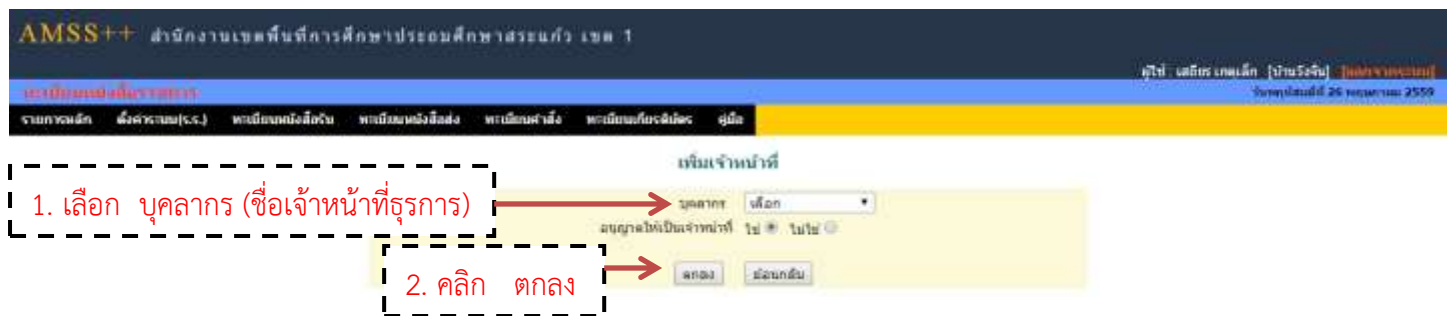 AMSS++ สำนักงานเขตพื้นที่การศึกษาประถมศึกษาสระแก้ว เขต 1
ผู้ใช้ เสถียร เกตเล็ก [บ้านวังจีน] [ออกจากระบบ]
ทะเบียนหนังสือราชการ วันพฤหัสบดีที่ 26 พฤษภาคม 2559
รายการหลัก ตั้งค่าระบบ(ร.ร.) ทะเบียนหนังสือรับ ทะเบียนหนังสือส่ง ทะเบียนคำสั่ง ทะเบียนเกียรติบัตร คู่มือ
เพิ่มเจ้าหน้าที่
1. เลือก บุคลากร (ชื่อเจ้าหน้าที่ธุรการ) บุคลากร เลือก
อนุญาตให้เป็นเจ้าหน้าที่ ใช่ ไม่ใช่
2. คลิก ตกลง ตกลง ย้อนกลับ